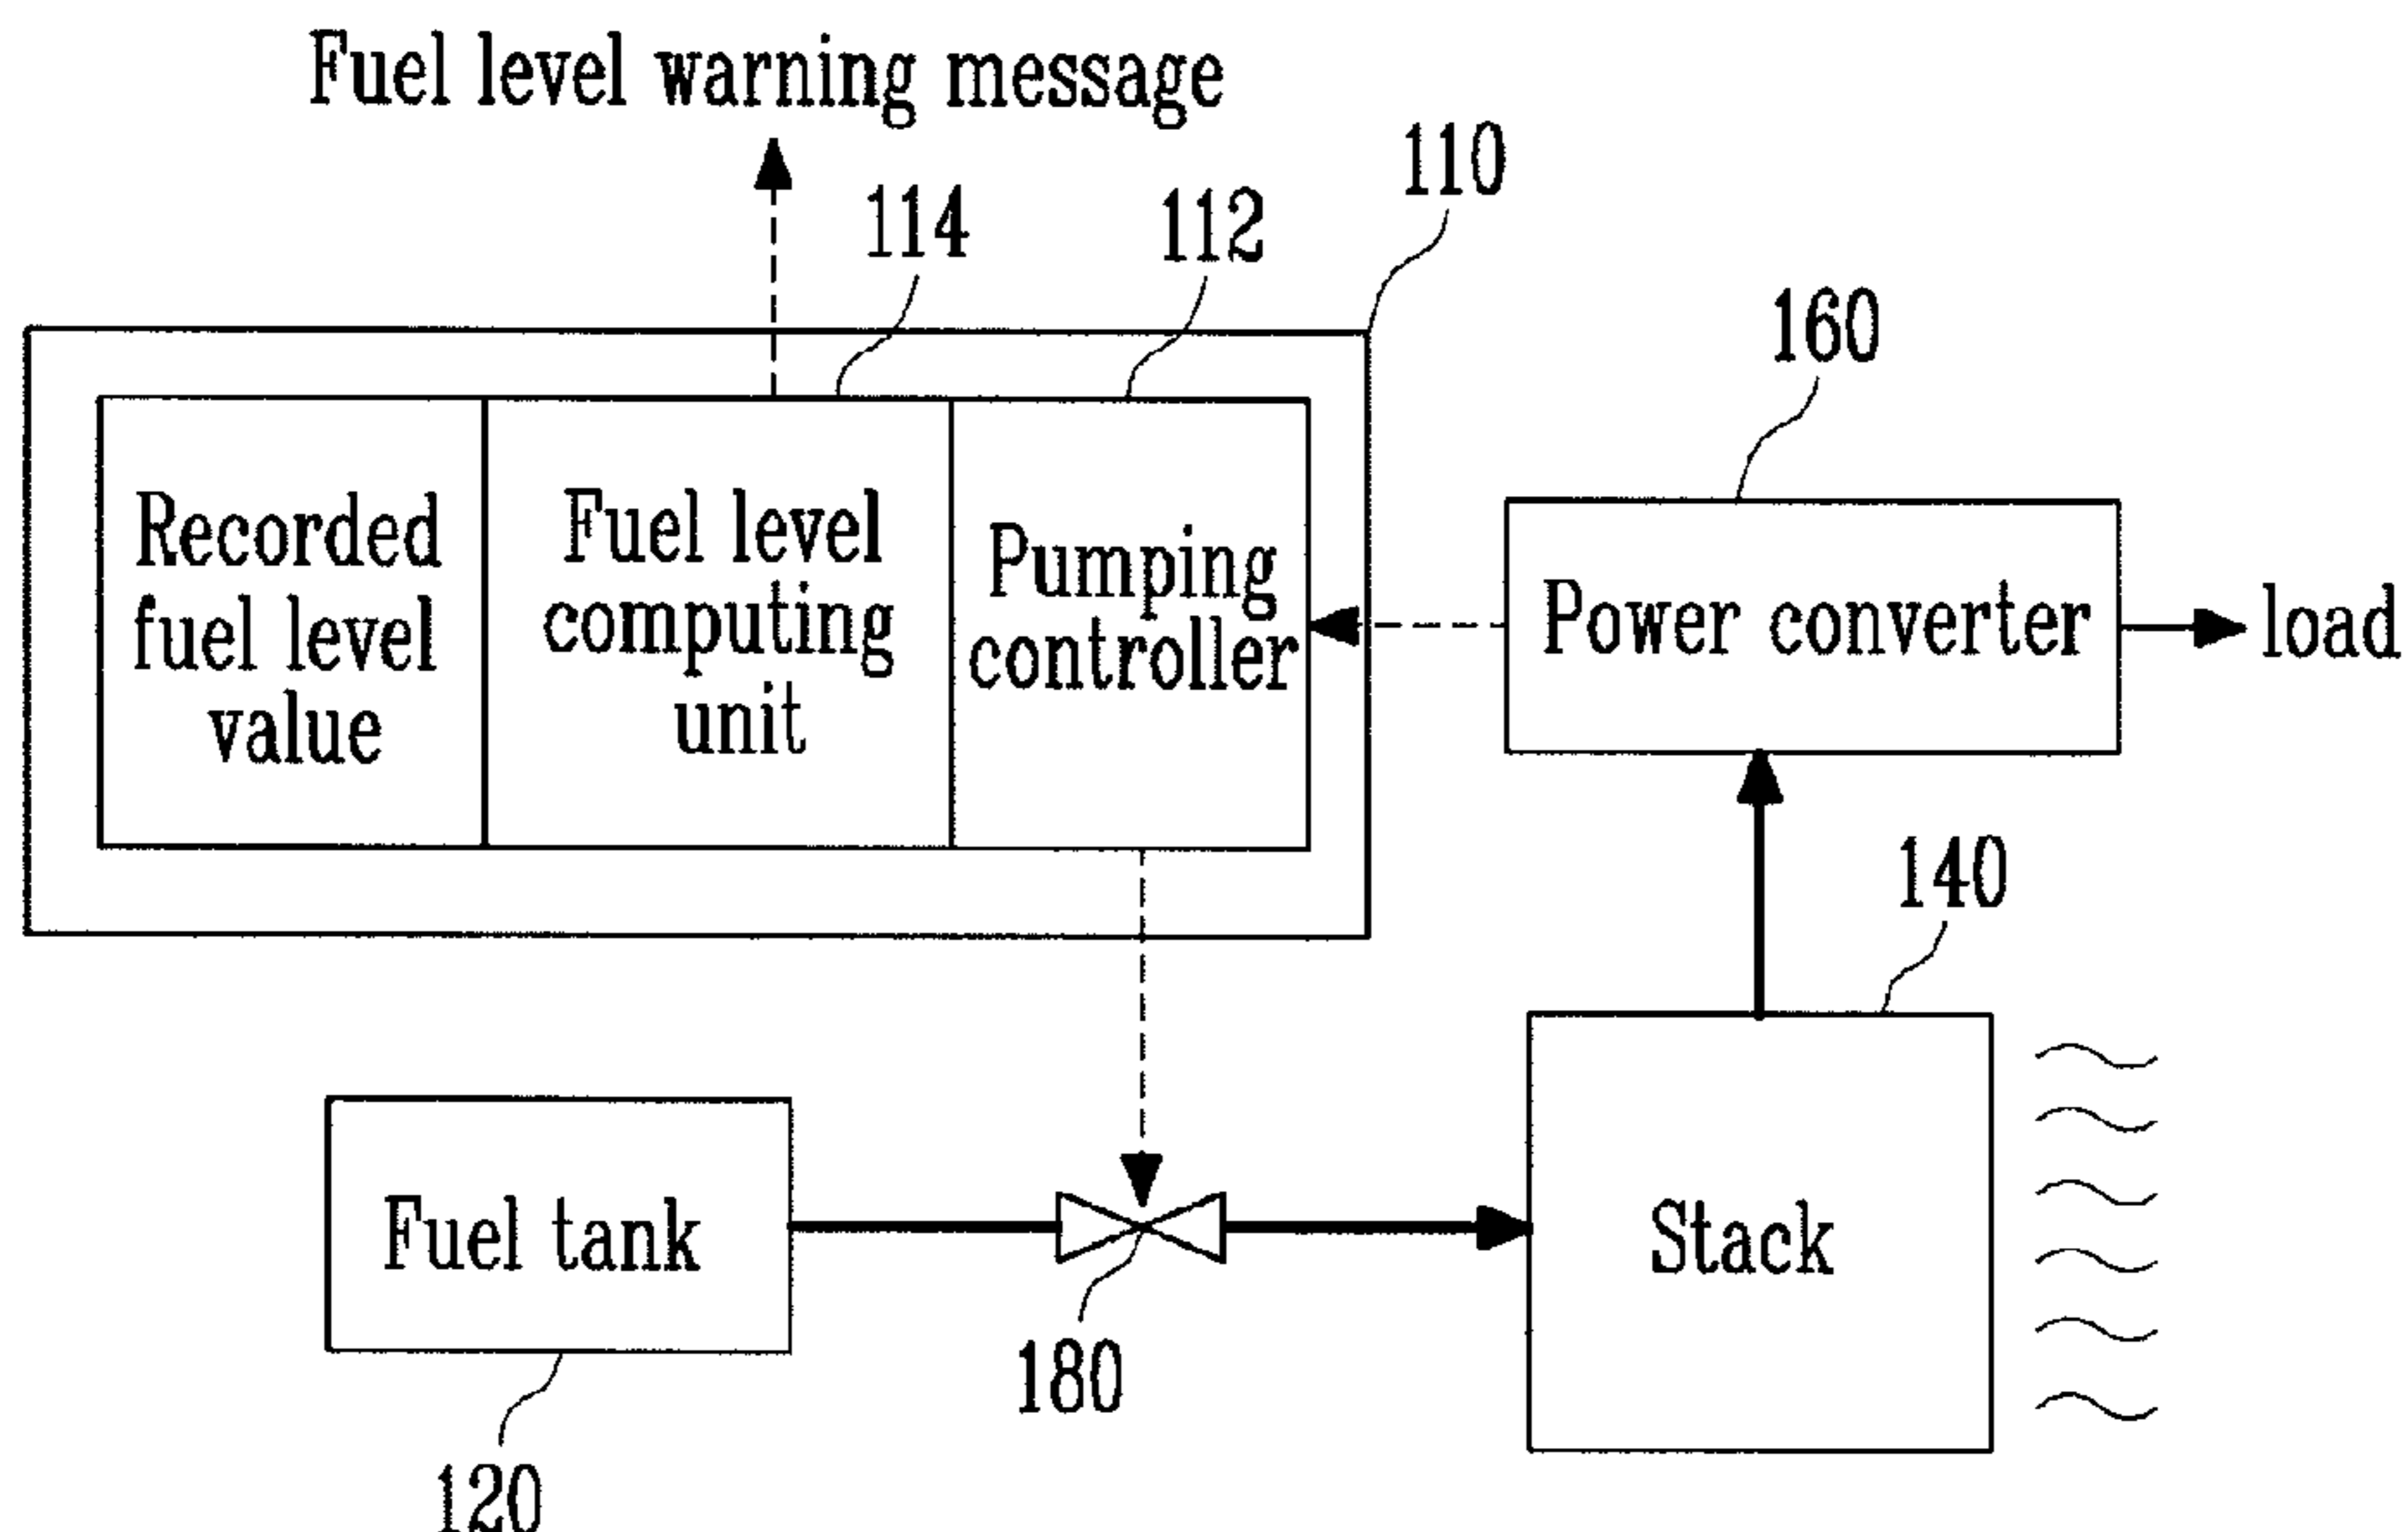 Fuel level warning message
110
114
112
160
Recorded
fuel level
value
Fuel level
computing
unit
Pumping
controller
Power converter
load
140
Fuel tank
Stack
180
120